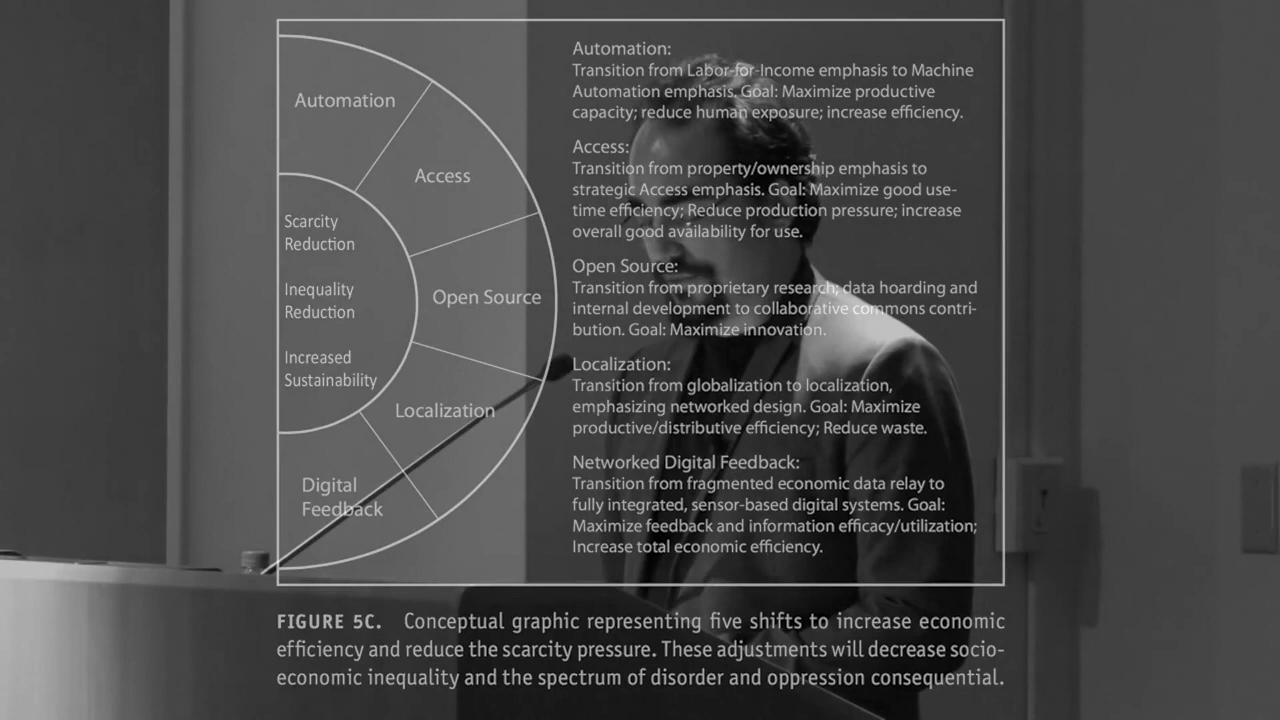 Automation
Access
Open Source
Localization
Digital
Feedback
Scarcity
Reduction
Inequality
Reduction
Increased
Sustainability
Automation:
Transition from Labor-for-Income emphasis to Machine
Automation emphasis. Goal: Maximize productive
capacity; reduce human exposure; increase efficiency.
Access:
Transition from property/ownership emphasis to
strategic Access emphasis. Goal: Maximize good use-
time efficiency; Reduce production pressure; increase
overall good availability for use.
Open Source:
Transition from proprietary research; data hoarding and
internal development to collaborative commons contri-
bution. Goal: Maximize innovation.
Localization:
Transition from globalization to localization,
emphasizing networked design. Goal: Maximize
productive/distributive efficiency; Reduce waste.
Networked Digital Feedback:
Transition from fragmented economic data relay to
fully integrated, sensor-based digital systems. Goal:
Maximize feedback and information efficacy/utilization;
Increase total economic efficiency.
FIGURE 5C. Conceptual graphic representing five shifts to increase economic
efficiency and reduce the scarcity pressure. These adjustments will decrease socio-
economic inequality and the spectrum of disorder and oppression consequential.